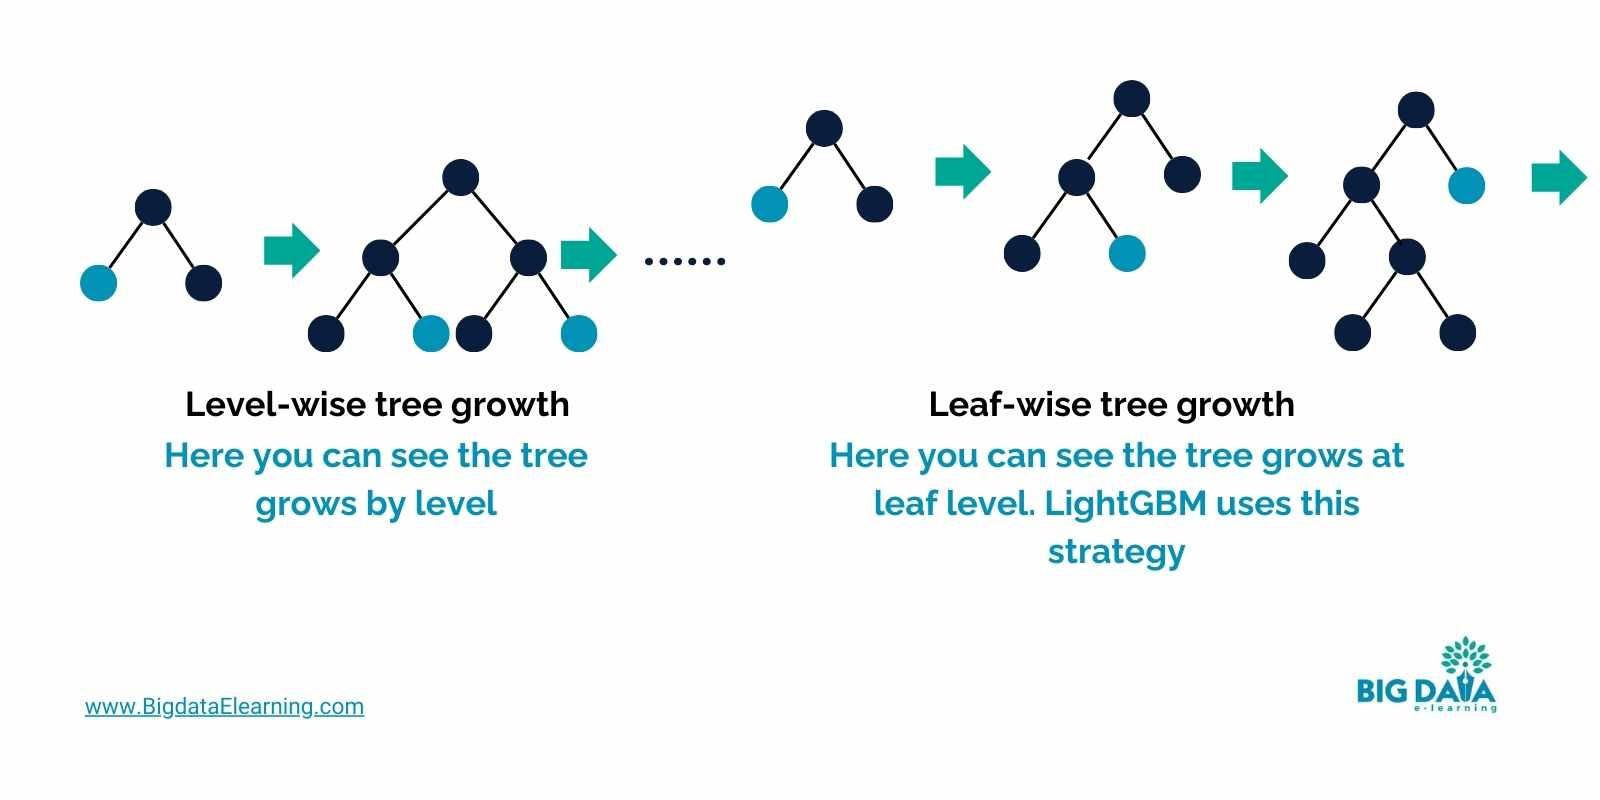 Level-wise tree growth
Here you can see the tree
grows by level
Leaf-wise tree growth
Here you can see the tree grows at
leaf level. LightGBM uses this
strategy
www.BigdataElearning.com
BIG DATA
e-learning